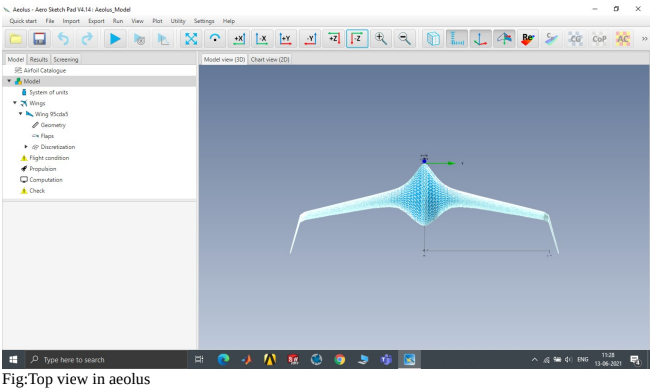 Aeolus - Aero Sketch Pad V4.14 : Aeolus_Model
Quick start File Import Export Run View Plot Utility Settings Help
+X -X +Y -Y +Z -Z Re CG CoP AC »
Model Results Screening
Model view (3D) Chart view (2D)
Airfoil Catalogue
Model
System of units
Wings
Wing 95cda5
Geometry
Flaps
Discretization
Flight condition
Propulsion
Computation
Check
Type here to search
ENG
11:28
13-06-2021
Fig:Top view in aeolus